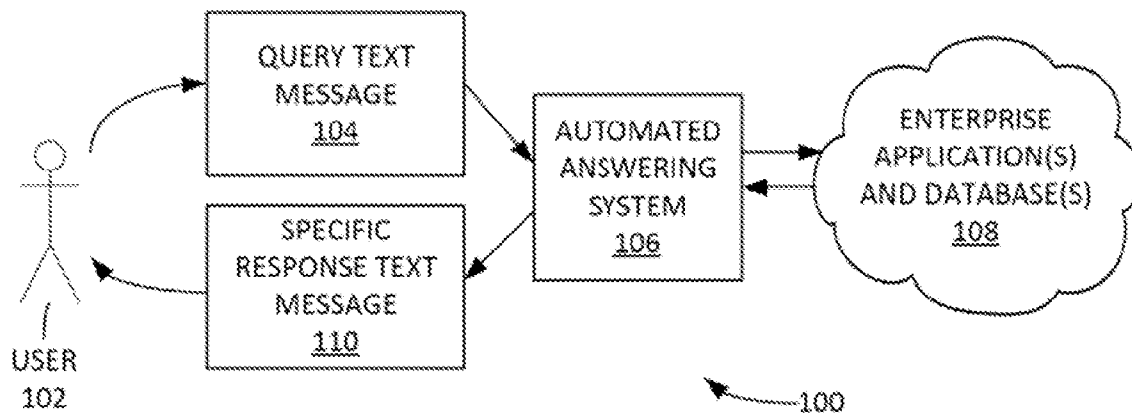 QUERY TEXT
MESSAGE
104
SPECIFIC
RESPONSE TEXT
MESSAGE
110
AUTOMATED
ANSWERING
SYSTEM
106
ENTERPRISE
APPLICATION(S)
AND DATABASE(S)
108
USER
102
100